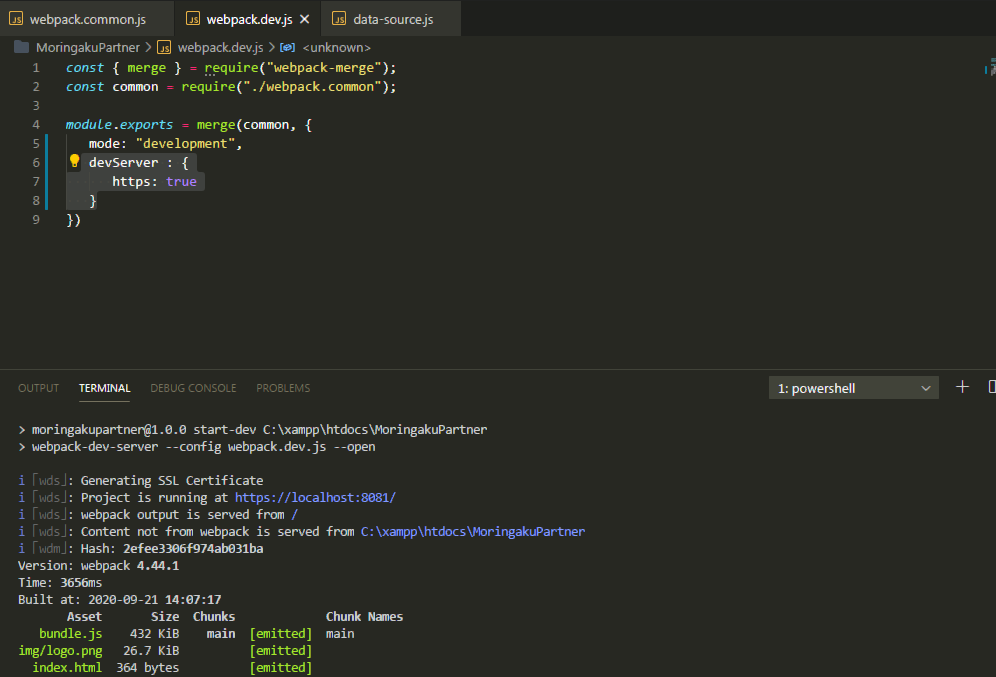 JS webpack.common.js JS webpack.dev.js × JS data-source.js
MoringakuPartner > JS webpack.dev.js > <unknown>
1 const { merge } = require("webpack-merge");
2 const common = require("./webpack.common");
3
4 module.exports = merge(common, {
5 mode: "development",
6 devServer : {
7 https: true
8 }
9 })
OUTPUT TERMINAL DEBUG CONSOLE PROBLEMS 1: powershell
> moringakupartner@1.0.0 start-dev C:\xampp\htdocs\MoringakuPartner
> webpack-dev-server --config webpack.dev.js --open
i ｢wds｣: Generating SSL Certificate
i ｢wds｣: Project is running at https://localhost:8081/
i ｢wds｣: webpack output is served from /
i ｢wds｣: Content not from webpack is served from C:\xampp\htdocs\MoringakuPartner
i ｢wdm｣: Hash: 2efee3306f974ab031ba
Version: webpack 4.44.1
Time: 3656ms
Built at: 2020-09-21 14:07:17
Asset Size Chunks Chunk Names
bundle.js 432 KiB main [emitted] main
img/logo.png 26.7 KiB [emitted]
index.html 364 bytes [emitted]